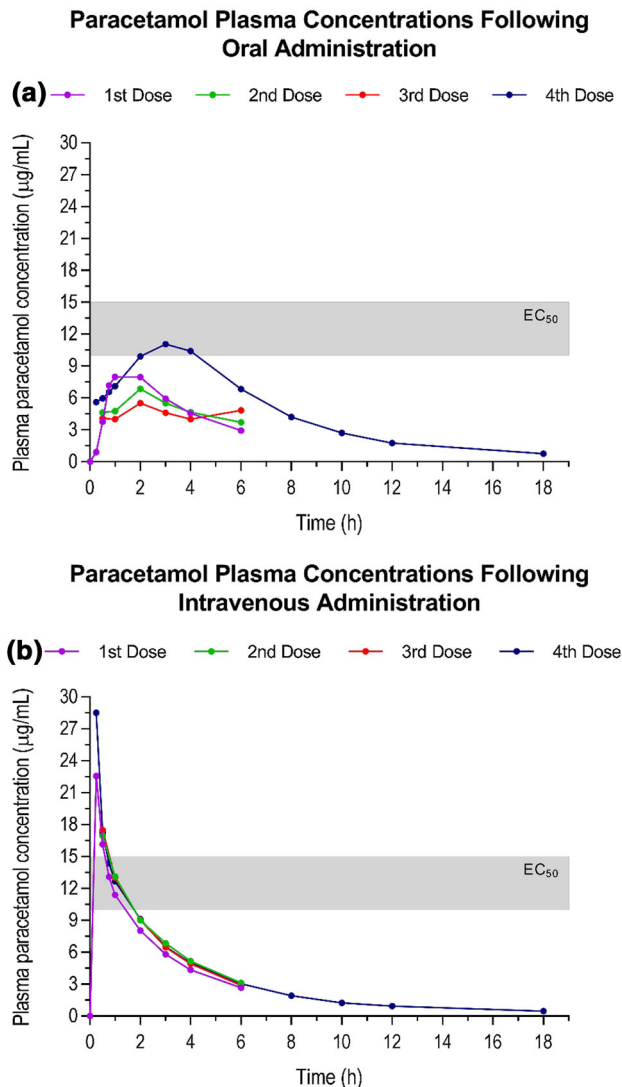 Paracetamol Plasma Concentrations Following
Oral Administration
(a)
1st Dose 2nd Dose 3rd Dose 4th Dose
Plasma paracetamol concentration (µg/mL)
30
27
24
21
18
15
12
9
6
3
0
EC₅₀
0 2 4 6 8 10 12 14 16 18
Time (h)
Paracetamol Plasma Concentrations Following
Intravenous Administration
(b)
1st Dose 2nd Dose 3rd Dose 4th Dose
Plasma paracetamol concentration (µg/mL)
30
27
24
21
18
15
12
9
6
3
0
EC₅₀
0 2 4 6 8 10 12 14 16 18
Time (h)